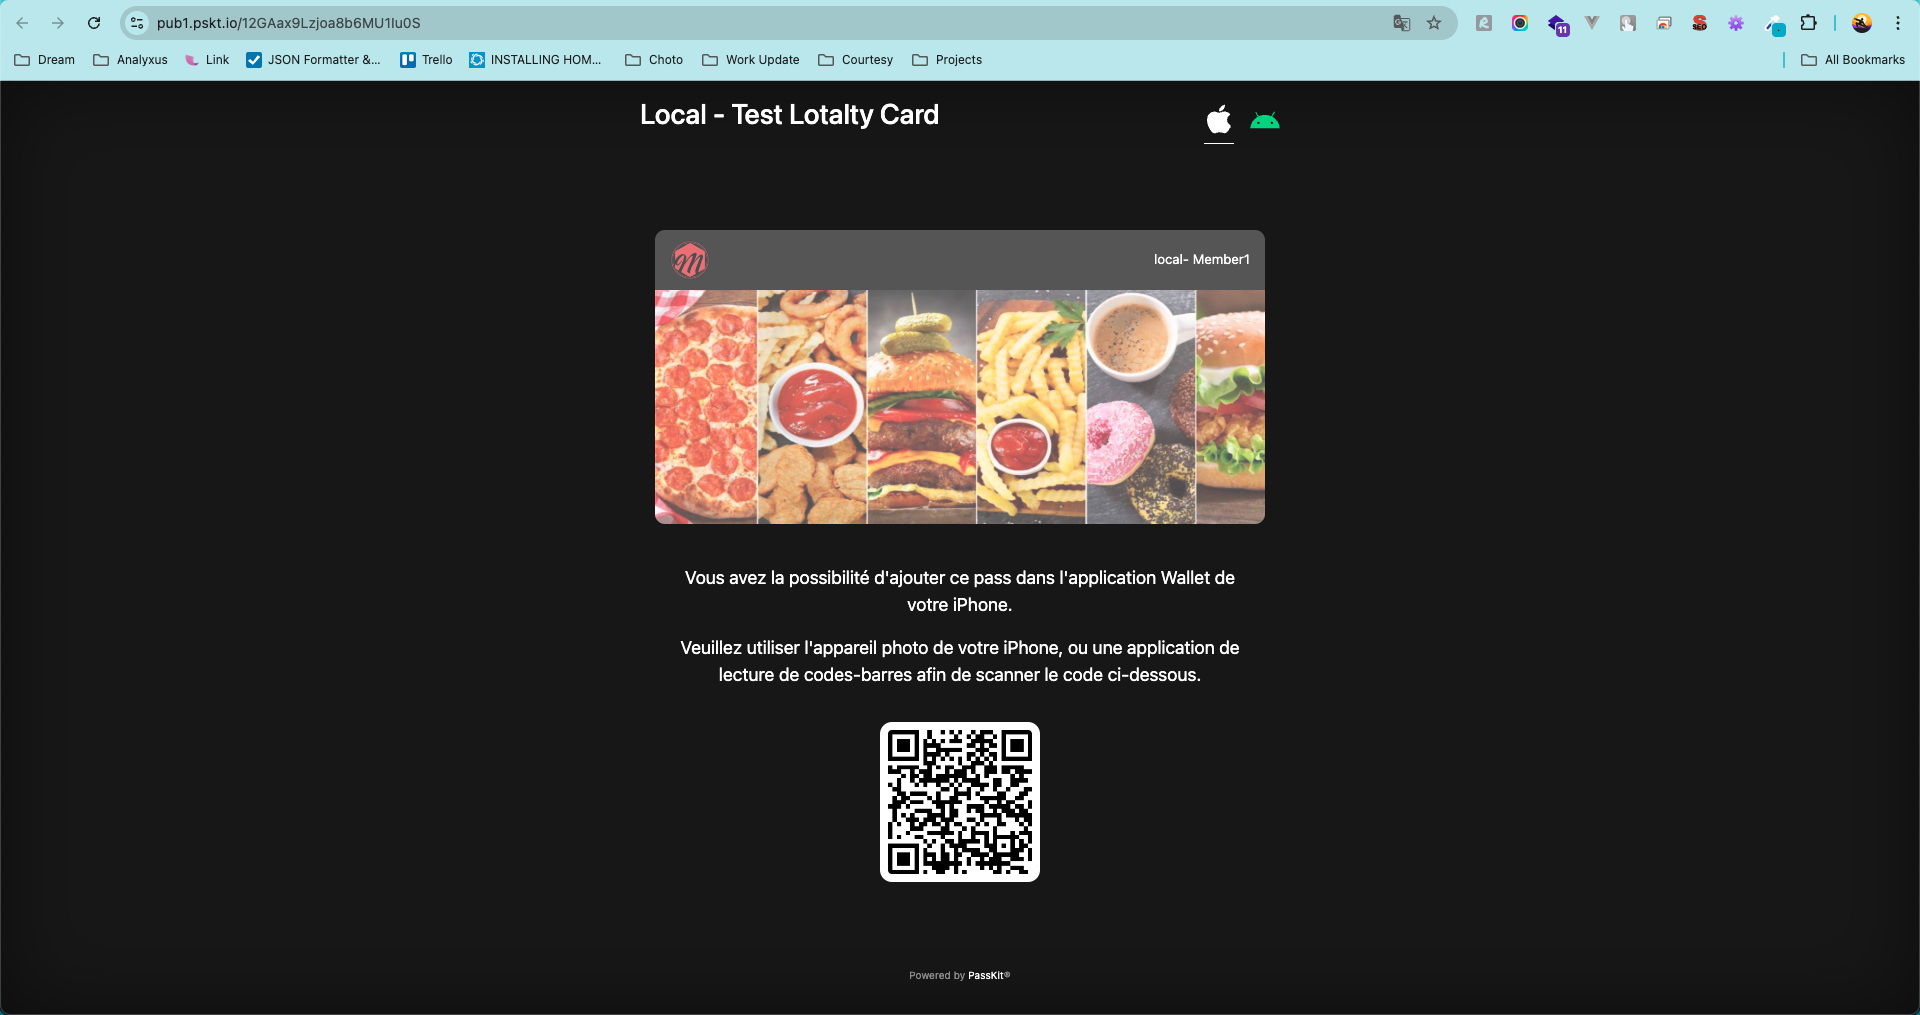 pub1.pskt.io/12GAax9Lzjoa8b6MU1Iu0S
11
SEO
Dream
Analyxus
Link
JSON Formatter &...
Trello
INSTALLING HOM...
Choto
Work Update
Courtesy
Projects
All Bookmarks
Local - Test Lotalty Card
M
local- Member1
Vous avez la possibilité d'ajouter ce pass dans l'application Wallet de
votre iPhone.
Veuillez utiliser l'appareil photo de votre iPhone, ou une application de
lecture de codes-barres afin de scanner le code ci-dessous.
Powered by PassKit®